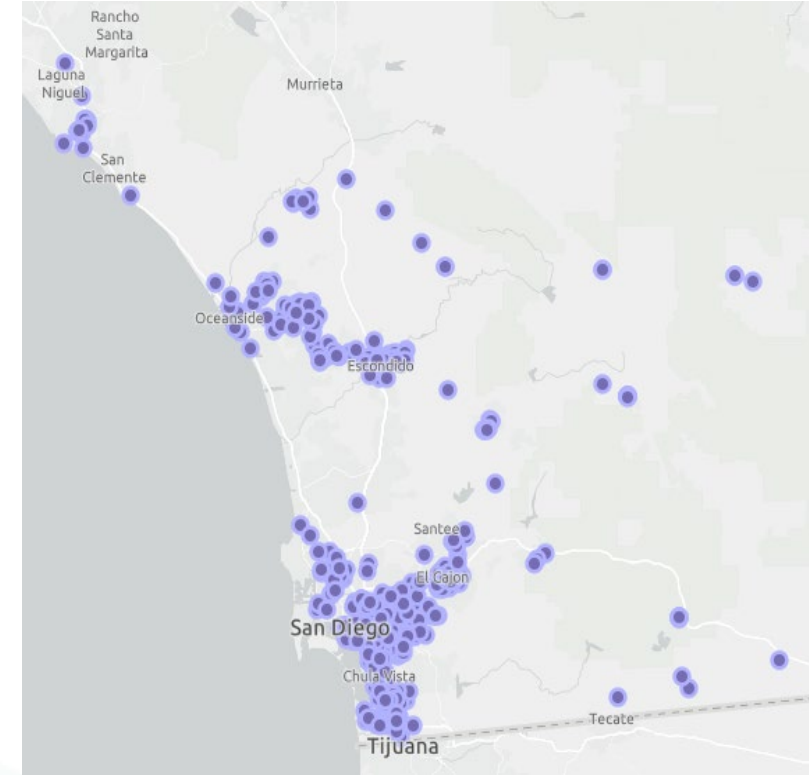 Rancho
Santa
Margarita
Laguna
Niguel
Murrieta
San
Clemente
Oceanside
Escondido
Santee
El Cajon
San Diego
Chula Vista
Tecate
Tijuana